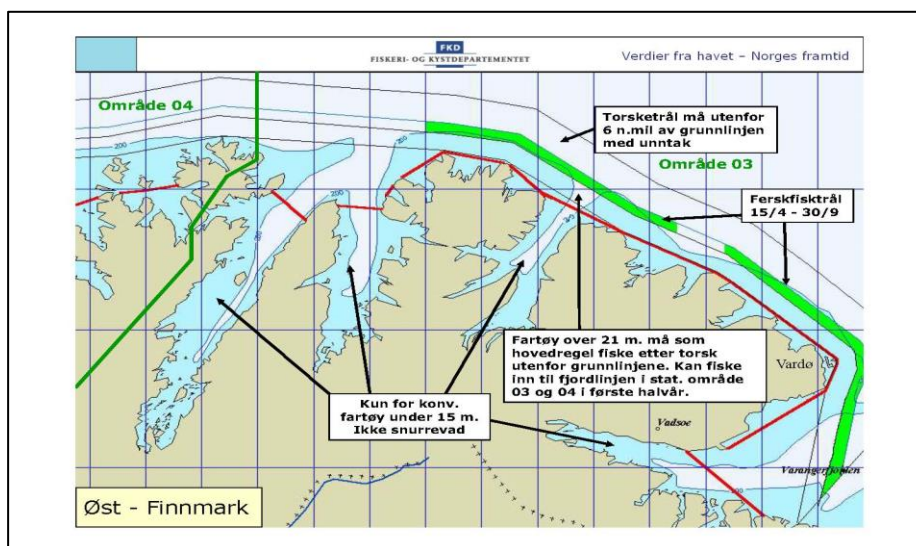 FKD
FISKERI- OG KYSTDEPARTEMENTET
Verdier fra havet – Norges framtid
Område 04
Torsketrål må utenfor
6 n.mil av grunnlinjen
med unntak
Område 03
Ferskfisktrål
15/4 - 30/9
Fartøy over 21 m. må som
hovedregel fiske etter torsk
utenfor grunnlinjene. Kan fiske
inn til fjordlinjen i stat. område
03 og 04 i første halvår.
Vardø
Kun for konv.
fartøy under 15 m.
Ikke snurrevad
Vadsoe
Varangerfjorden
Øst - Finnmark
200
200